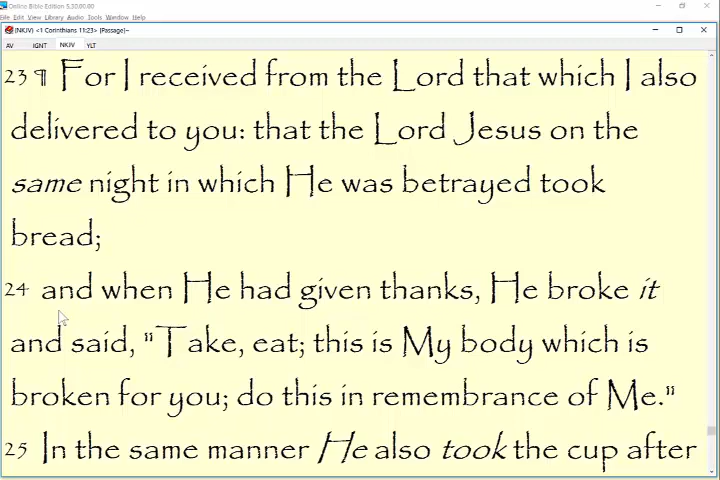 Online Bible Edition 5.30.00.00
File Edit View Library Audio Tools Window Help
(NKJV) <1 Corinthians 11:23> (Passage)~
AV IGNT NKJV YLT
23 ¶ For I received from the Lord that which I also
delivered to you: that the Lord Jesus on the
same night in which He was betrayed took
bread;
24 and when He had given thanks, He broke it
and said, "Take, eat; this is My body which is
broken for you; do this in remembrance of Me."
25 In the same manner He also took the cup after